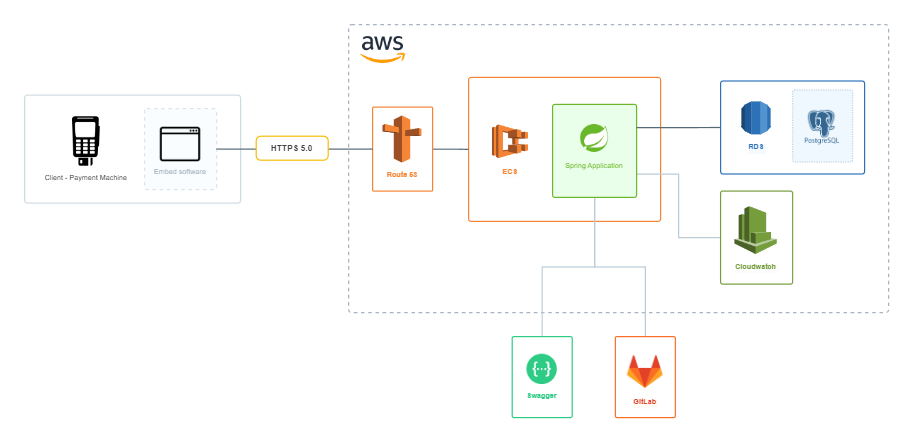 aws
Client - Payment Machine
Embed software
HTTPS 5.0
Route 53
ECS
Spring Application
RDS
PostgreSQL
Cloudwatch
{··}
Swagger
GitLab